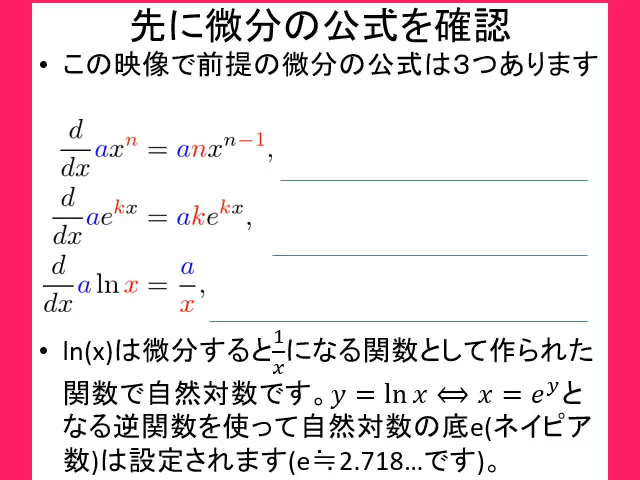 先に微分の公式を確認
• この映像で前提の微分の公式は３つあります
d/dx ax^n = anx^{n−1},
d/dx ae^{kx} = ake^{kx},
d/dx a ln x = a/x,
• ln(x)は微分すると1/xになる関数として作られた
関数で自然対数です。y = ln x ⇔ x = e^yと
なる逆関数を使って自然対数の底e(ネイピア
数)は設定されます(e≒2.718…です)。